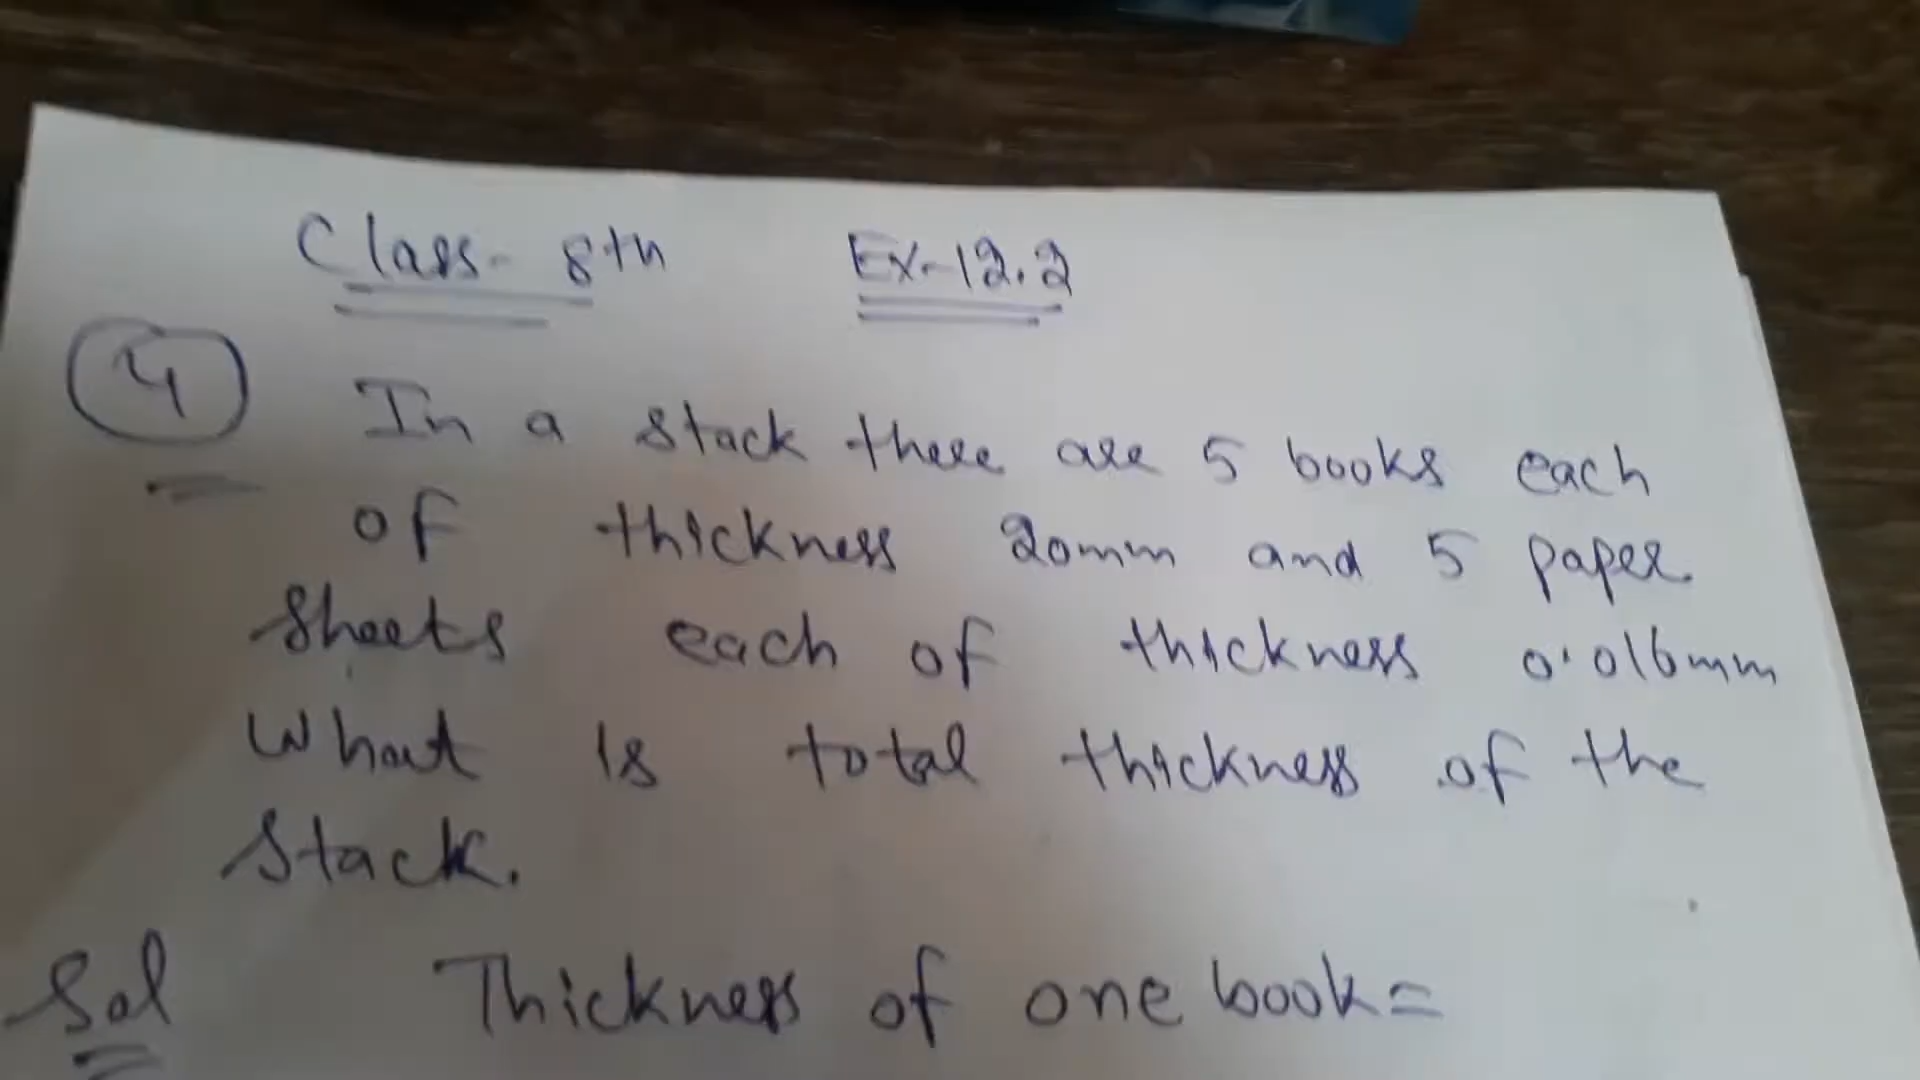 Class- 8th Ex-12.2
4 In a stack there are 5 books each
of thickness 20mm and 5 paper
sheets each of thickness 0.016mm
What is total thickness of the
stack.
Sol Thickness of one book =